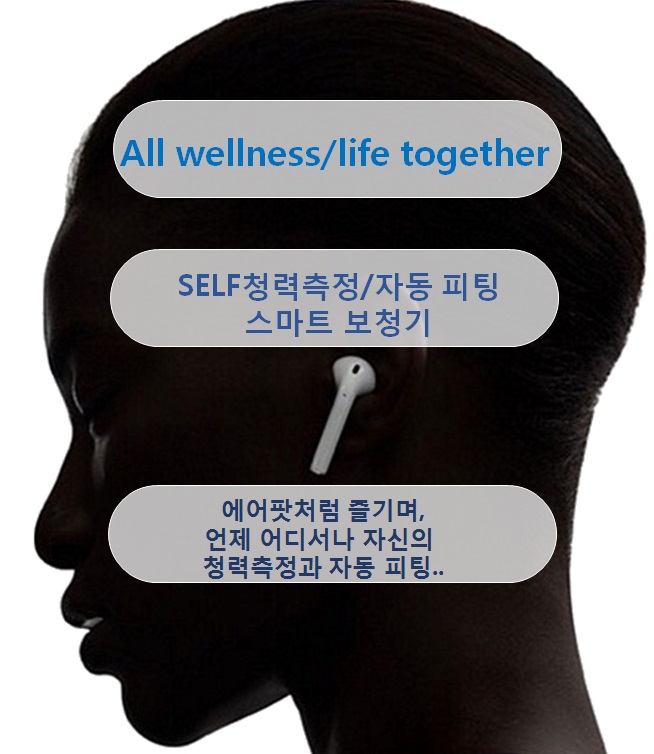 All wellness/life together
SELF청력측정/자동 피팅
스마트 보청기
에어팟처럼 즐기며,
언제 어디서나 자신의
청력측정과 자동 피팅..